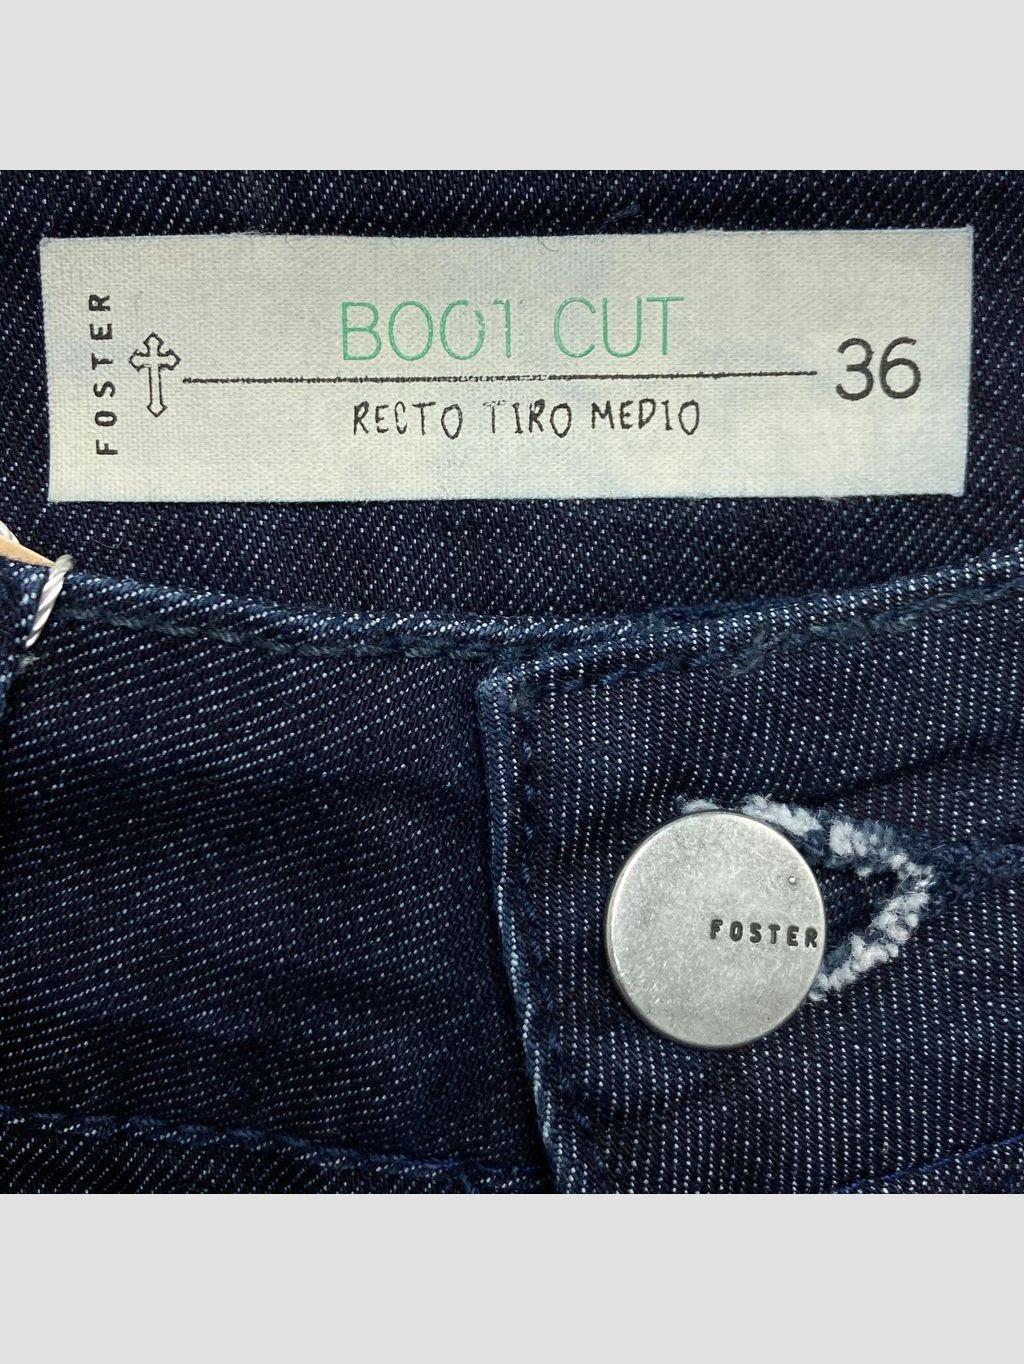 FOSTER
BOOT CUT
RECTO TIRO MEDIO
36
FOSTER